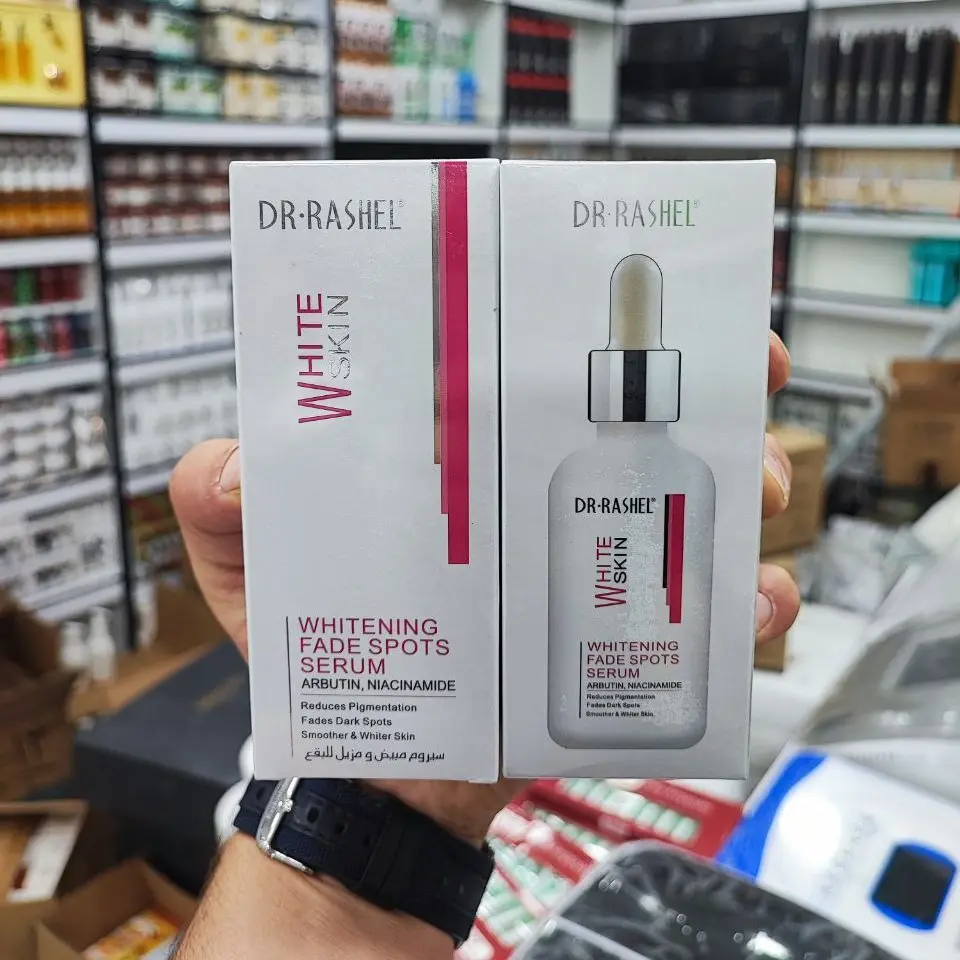 DR·RASHEL®
WHITE
SKIN
WHITENING
FADE SPOTS
SERUM
ARBUTIN, NIACINAMIDE
Reduces Pigmentation
Fades Dark Spots
Smoother & Whiter Skin
سيروم مبيض و مزيل للبقع
DR·RASHEL®
DR·RASHEL®
WHITE
SKIN
WHITENING
FADE SPOTS
SERUM
ARBUTIN, NIACINAMIDE
Reduces Pigmentation
Fades Dark Spots
Smoother & Whiter Skin